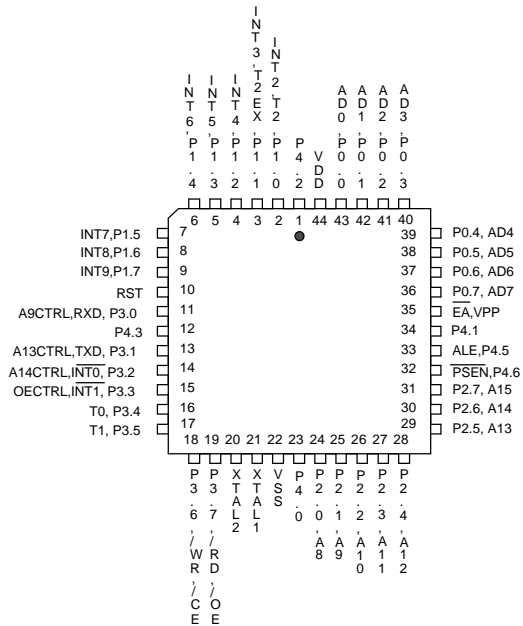 INT6,P1.4
INT5,P1.3
INT4,P1.2
INT3,T2EX,P1.1
INT2,T2,P1.0
P4.2
VDD
AD0,P0.0
AD1,P0.1
AD2,P0.2
AD3,P0.3
6 5 4 3 2 1 44 43 42 41 40
INT7,P1.5 7 39 P0.4, AD4
INT8,P1.6 8 38 P0.5, AD5
INT9,P1.7 9 37 P0.6, AD6
RST 10 36 P0.7, AD7
A9CTRL,RXD, P3.0 11 35 EA,VPP
P4.3 12 34 P4.1
A13CTRL,TXD, P3.1 13 33 ALE,P4.5
A14CTRL,INT0, P3.2 14 32 PSEN,P4.6
OECTRL,INT1, P3.3 15 31 P2.7, A15
T0, P3.4 16 30 P2.6, A14
T1, P3.5 17 29 P2.5, A13
18 19 20 21 22 23 24 25 26 27 28
P3.6,/WR,/CE
P3.7,/RD,/OE
XTAL2
XTAL1
VSS
P4.0
P2.0,A8
P2.1,A9
P2.2,A10
P2.3,A11
P2.4,A12